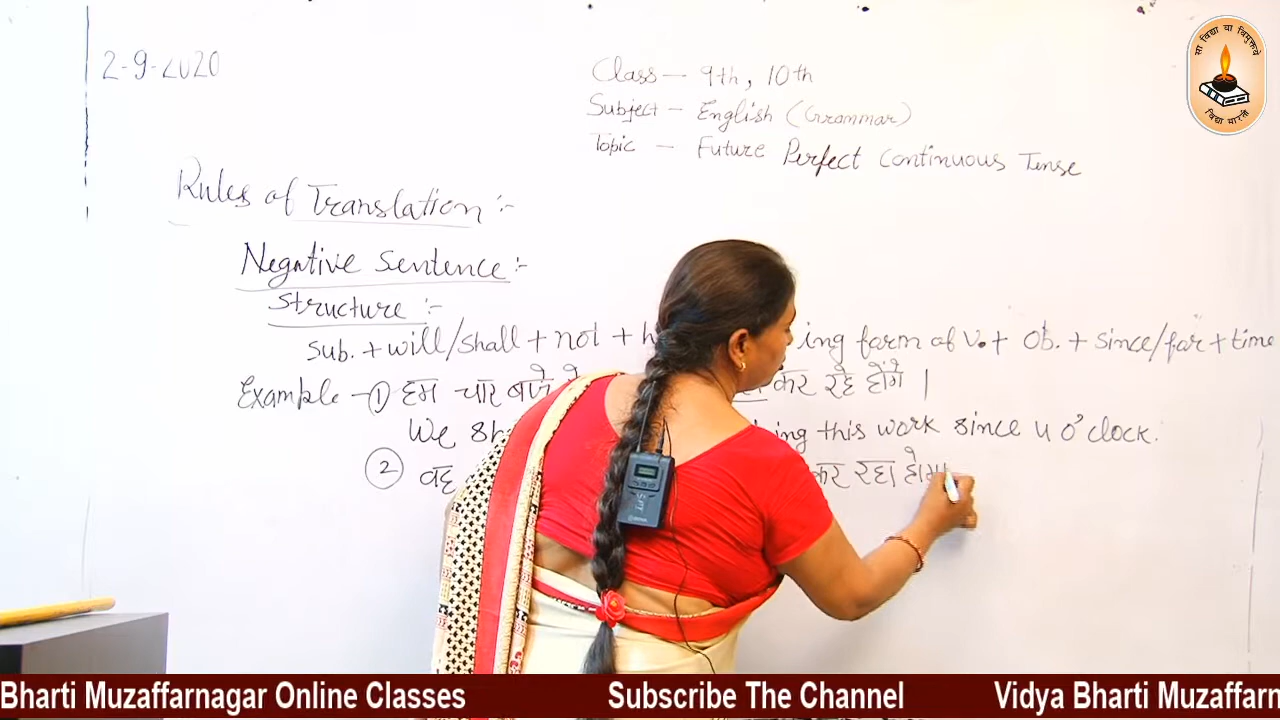 2-9-2020
Class - 9th, 10th
Subject - English (Grammar)
Topic - Future Perfect Continuous Tense
सा विद्या या विमुक्तये
विद्या भारती
Rules of Translation :-
Negative Sentence :-
Structure :-
Sub. + will/shall + not + h ing form of V. + Ob. + since/for + time
Example - ① हम चार बजे से कर रहे होंगे ।
We sh ing this work since 4 o'clock.
② वह कर रहा होगा
Bharti Muzaffarnagar Online Classes Subscribe The Channel Vidya Bharti Muzaffarn